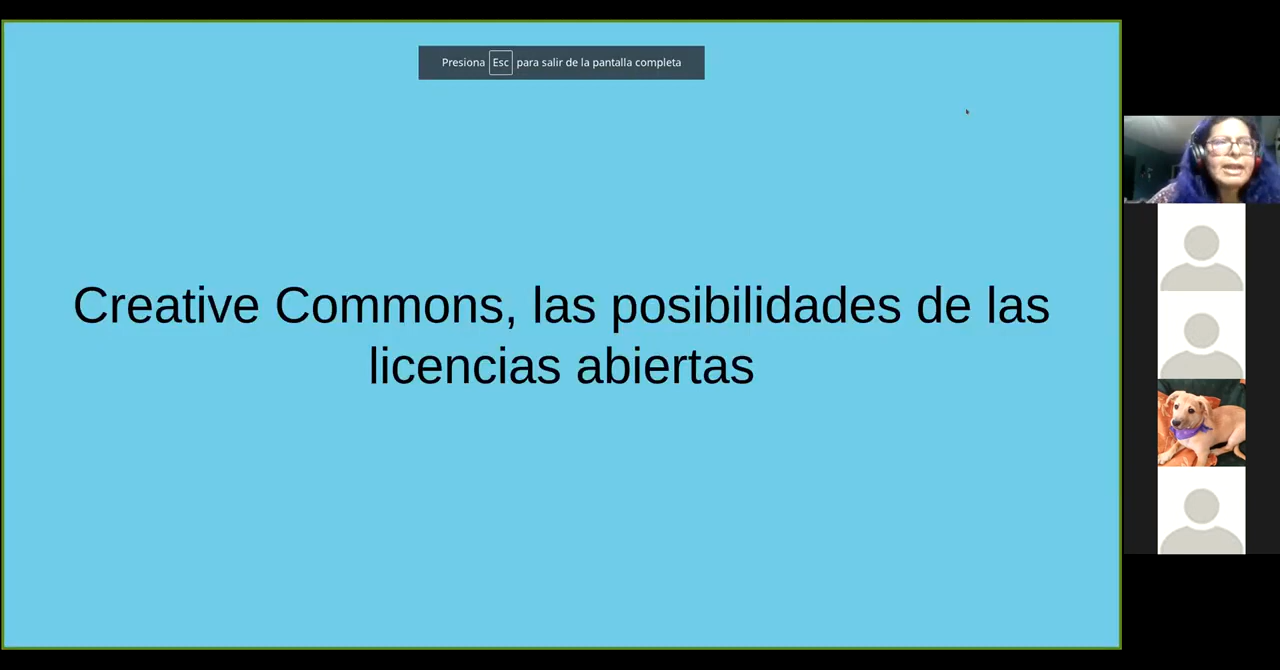 Presiona Esc para salir de la pantalla completa
Creative Commons, las posibilidades de las
licencias abiertas